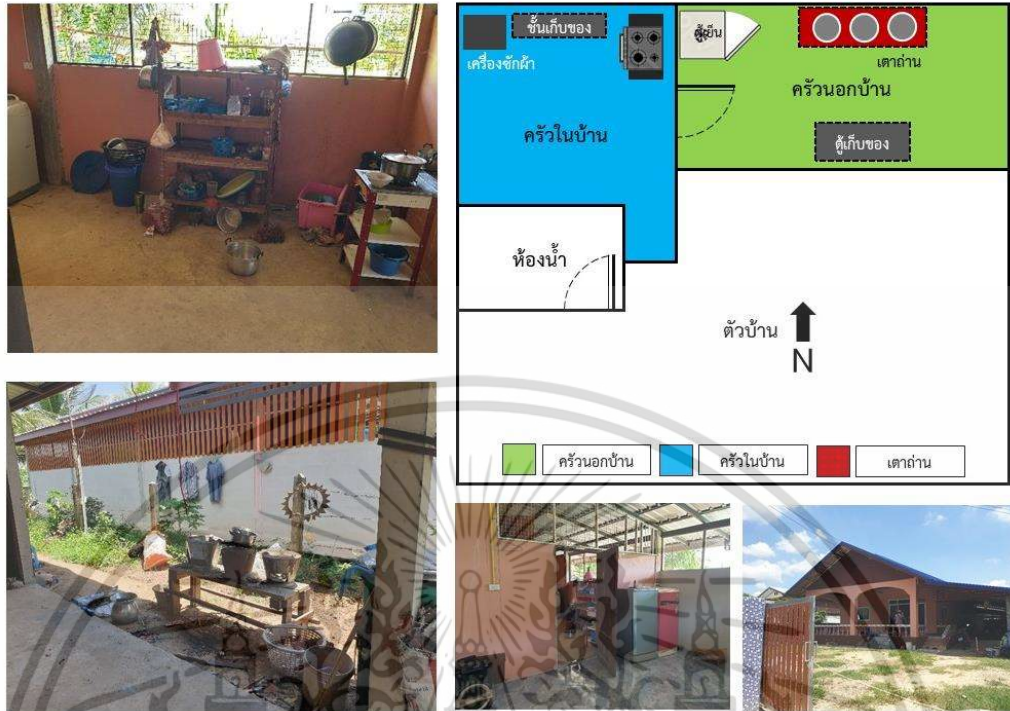 ชั้นเก็บของ
เครื่องซักผ้า
ตู้เย็น
เตาถ่าน
ครัวนอกบ้าน
ครัวในบ้าน
ตู้เก็บของ
ห้องน้ำ
ตัวบ้าน
N
ครัวนอกบ้าน
ครัวในบ้าน
เตาถ่าน